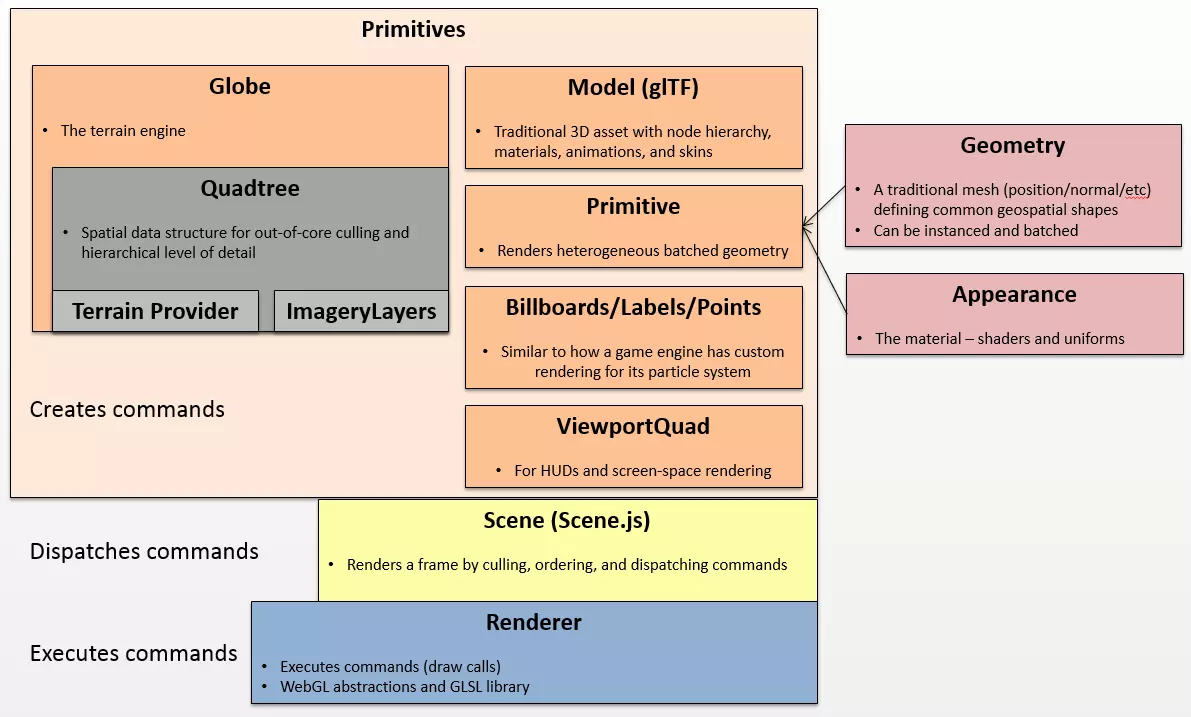 Primitives
Globe
• The terrain engine
Quadtree
• Spatial data structure for out-of-core culling and
hierarchical level of detail
Terrain Provider
ImageryLayers
Creates commands
Model (glTF)
• Traditional 3D asset with node hierarchy,
materials, animations, and skins
Primitive
• Renders heterogeneous batched geometry
Billboards/Labels/Points
• Similar to how a game engine has custom
rendering for its particle system
ViewportQuad
• For HUDs and screen-space rendering
Geometry
• A traditional mesh (position/normal/etc)
defining common geospatial shapes
• Can be instanced and batched
Appearance
• The material – shaders and uniforms
Dispatches commands
Scene (Scene.js)
• Renders a frame by culling, ordering, and dispatching commands
Executes commands
Renderer
• Executes commands (draw calls)
• WebGL abstractions and GLSL library